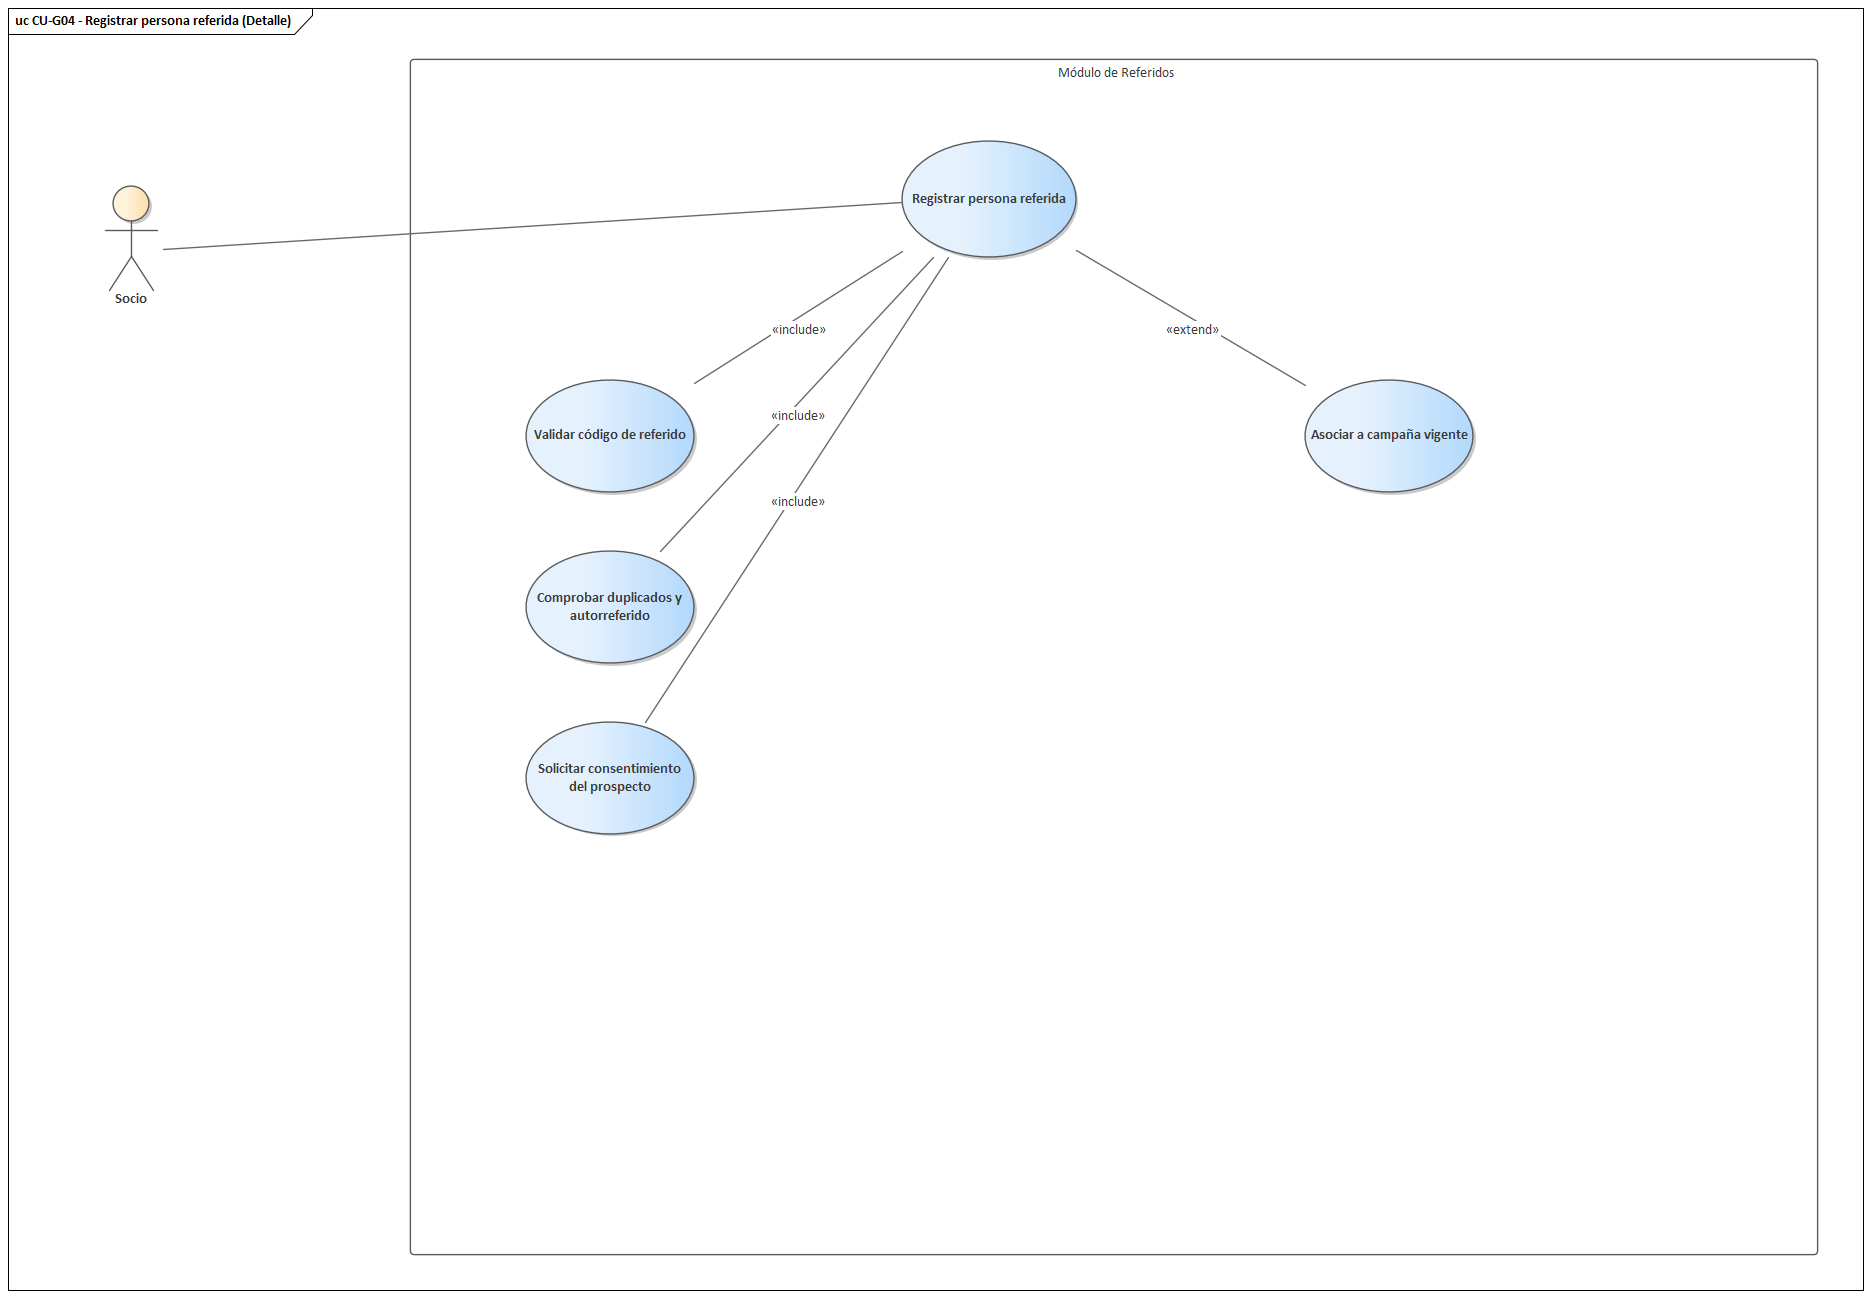 uc CU-G04 - Registrar persona referida (Detalle)
Módulo de Referidos
Registrar persona referida
Socio
«include»
«extend»
«include»
Validar código de referido
Asociar a campaña vigente
«include»
Comprobar duplicados y
autorreferido
Solicitar consentimiento
del prospecto